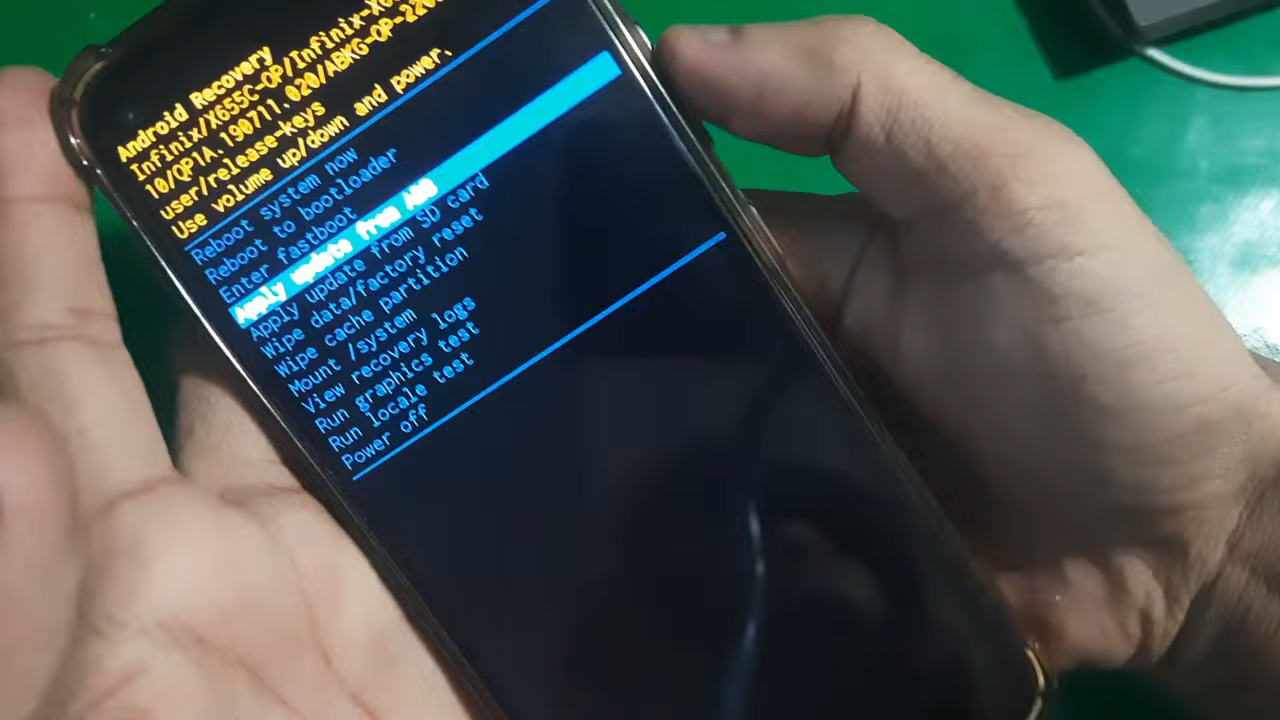 Android Recovery
Infinix/X655C-OP/Infinix-X6
10/QP1A.190711.020/ABKG-OP-220
user/release-keys
Use volume up/down and power.
Reboot system now
Reboot to bootloader
Enter fastboot
Apply update from ADB
Apply update from SD card
Wipe data/factory reset
Wipe cache partition
Mount /system
View recovery logs
Run graphics test
Run locale test
Power off